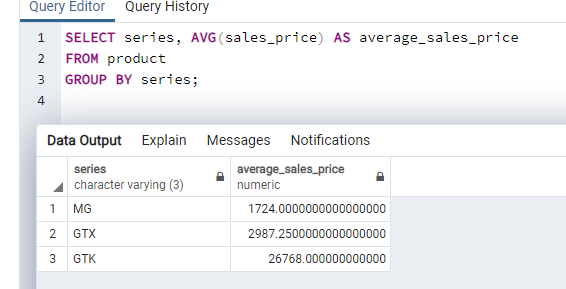 Query Editor Query History
1 SELECT series, AVG(sales_price) AS average_sales_price
2 FROM product
3 GROUP BY series;
4
Data Output Explain Messages Notifications
series character varying (3) average_sales_price numeric
1 MG 1724.0000000000000000
2 GTX 2987.2500000000000000
3 GTK 26768.000000000000